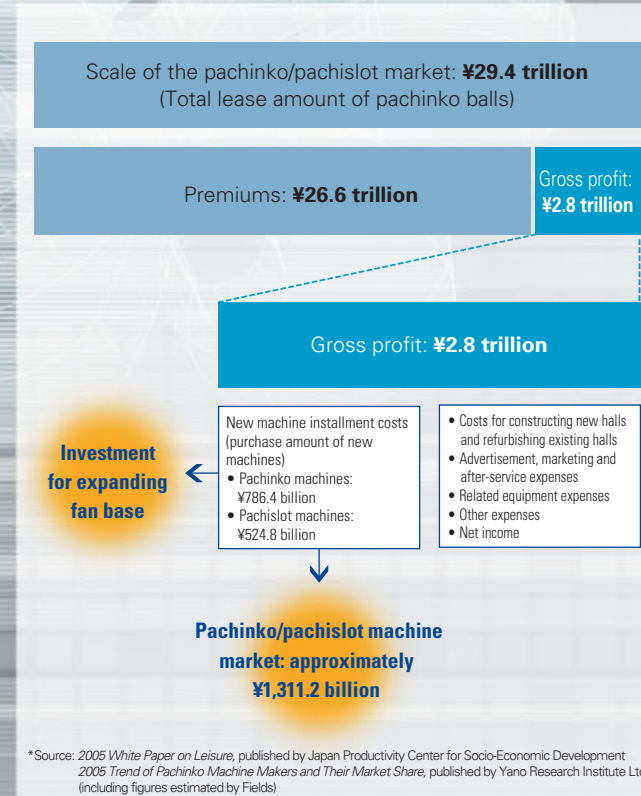 Scale of the pachinko/pachislot market: ¥29.4 trillion
(Total lease amount of pachinko balls)
Premiums: ¥26.6 trillion
Gross profit:
¥2.8 trillion
Gross profit: ¥2.8 trillion
Investment
for expanding
fan base
New machine installment costs
(purchase amount of new
machines)
• Pachinko machines:
¥786.4 billion
• Pachislot machines:
¥524.8 billion
• Costs for constructing new halls
and refurbishing existing halls
• Advertisement, marketing and
after-service expenses
• Related equipment expenses
• Other expenses
• Net income
Pachinko/pachislot machine
market: approximately
¥1,311.2 billion
*Source: 2005 White Paper on Leisure, published by Japan Productivity Center for Socio-Economic Development
2005 Trend of Pachinko Machine Makers and Their Market Share, published by Yano Research Institute Ltd
(including figures estimated by Fields)